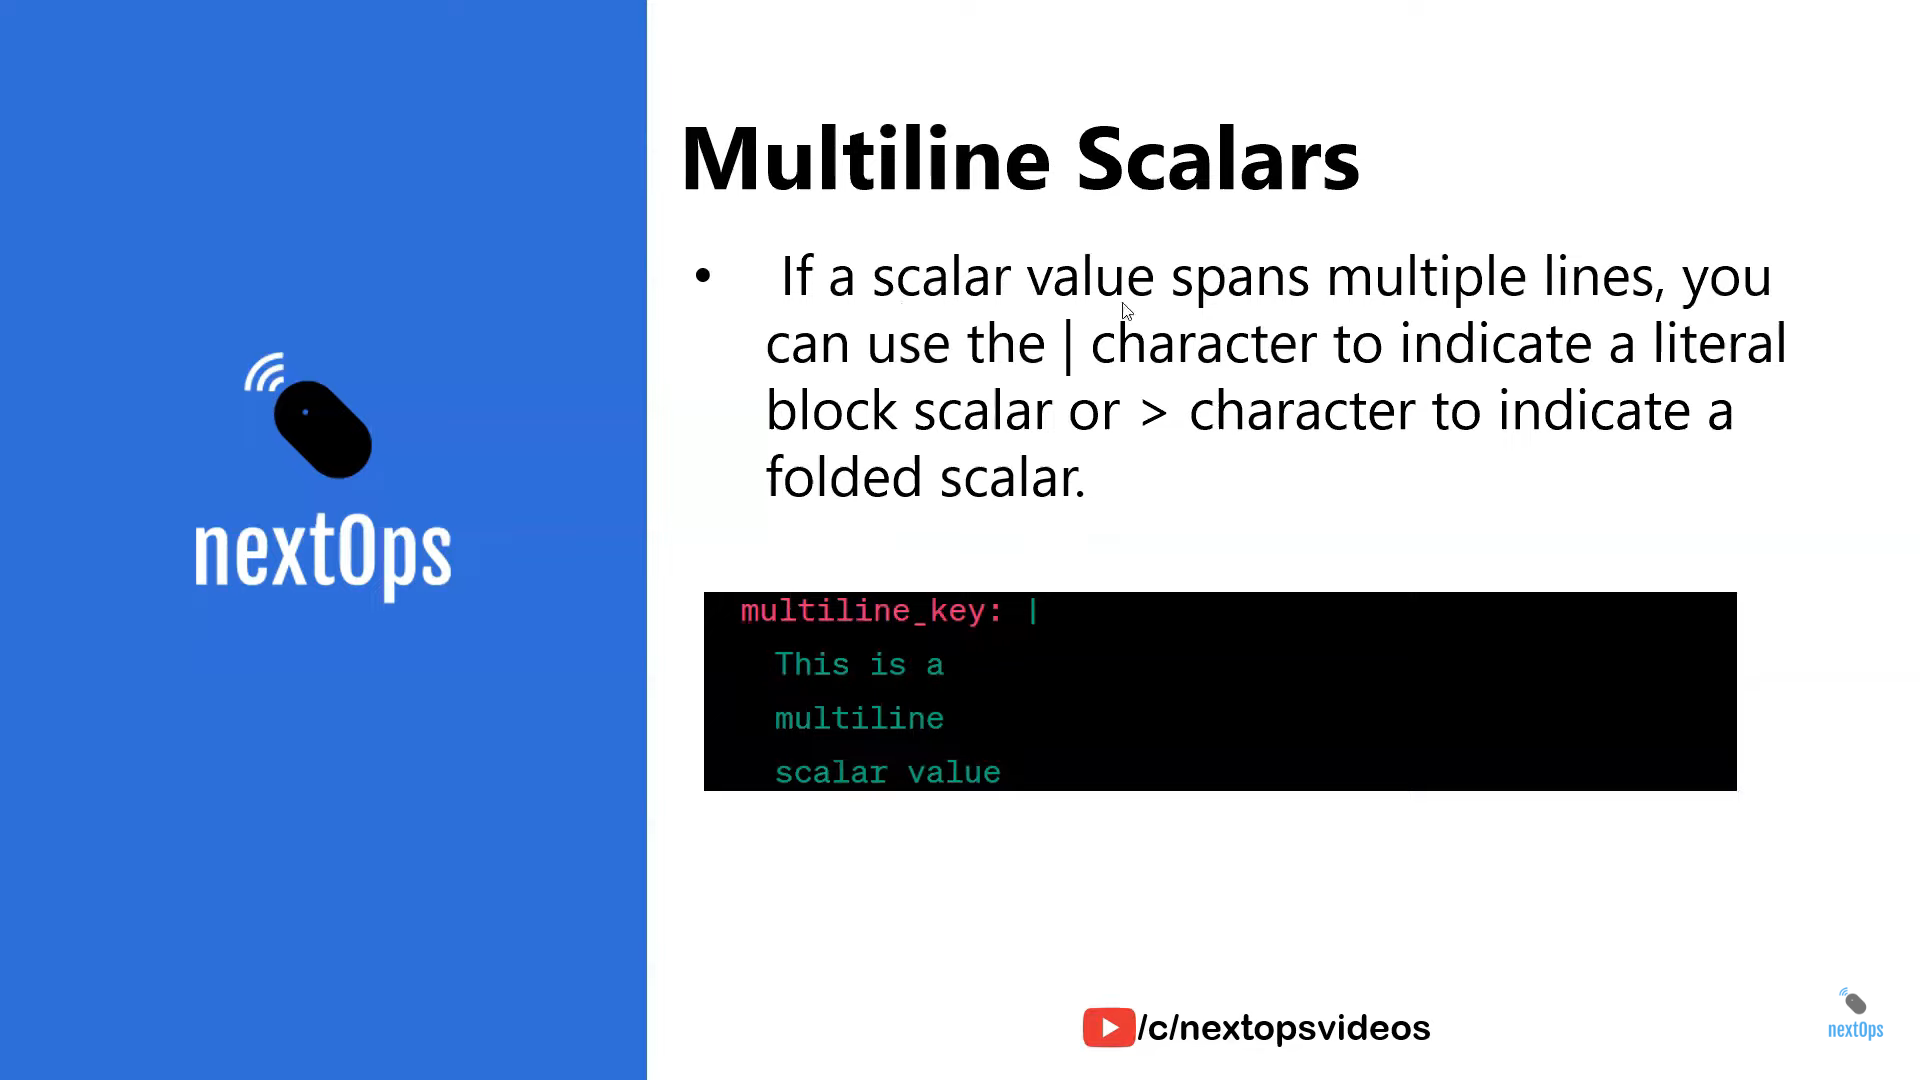 nextOps
Multiline Scalars
• If a scalar value spans multiple lines, you
can use the | character to indicate a literal
block scalar or > character to indicate a
folded scalar.
multiline_key: |
This is a
multiline
scalar value
/c/nextopsvideos
nextOps